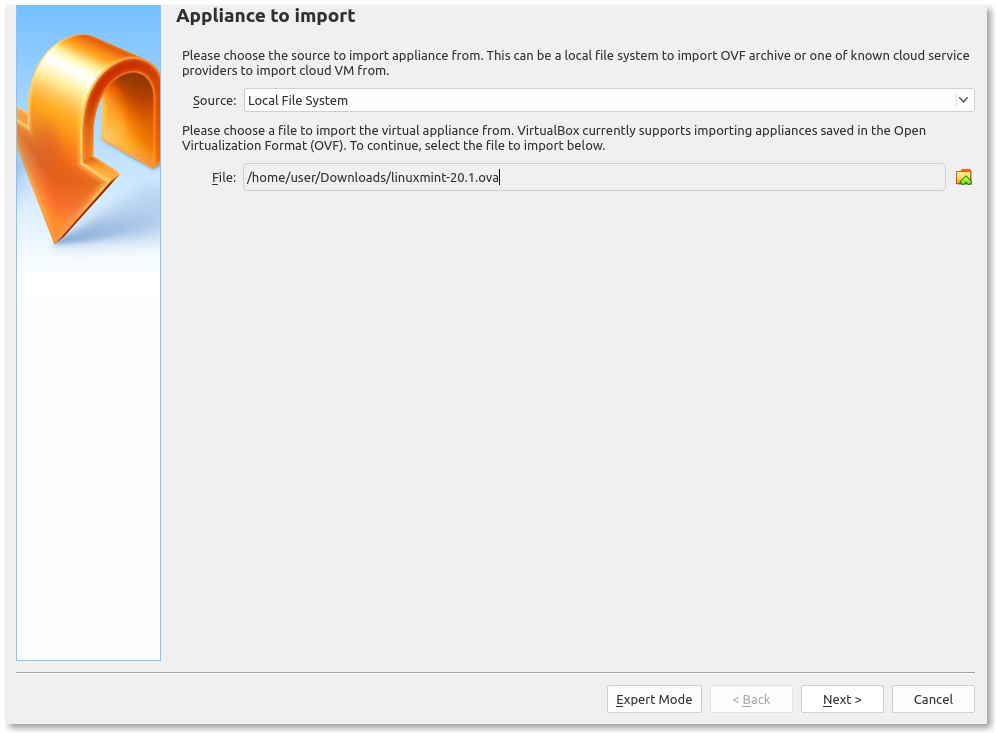 Appliance to import
Please choose the source to import appliance from. This can be a local file system to import OVF archive or one of known cloud service
providers to import cloud VM from.
Source: Local File System
Please choose a file to import the virtual appliance from. VirtualBox currently supports importing appliances saved in the Open
Virtualization Format (OVF). To continue, select the file to import below.
File: /home/user/Downloads/linuxmint-20.1.ova
Expert Mode < Back Next > Cancel